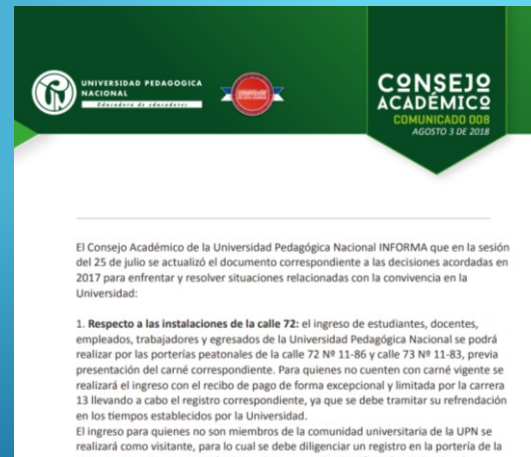 UNIVERSIDAD PEDAGOGICA
NACIONAL
Educadora de educadores
CONSEJO
ACADÉMICO
COMUNICADO 008
AGOSTO 3 DE 2018
El Consejo Académico de la Universidad Pedagógica Nacional INFORMA que en la sesión
del 25 de julio se actualizó el documento correspondiente a las decisiones acordadas en
2017 para enfrentar y resolver situaciones relacionadas con la convivencia en la
Universidad:
1. Respecto a las instalaciones de la calle 72: el ingreso de estudiantes, docentes,
empleados, trabajadores y egresados de la Universidad Pedagógica Nacional se podrá
realizar por las porterías peatonales de la calle 72 Nº 11-86 y calle 73 Nº 11-83, previa
presentación del carné correspondiente. Para quienes no cuenten con carné vigente se
realizará el ingreso con el recibo de pago de forma excepcional y limitada por la carrera
13 llevando a cabo el registro correspondiente, ya que se debe tramitar su refrendación
en los tiempos establecidos por la Universidad.
El ingreso para quienes no son miembros de la comunidad universitaria de la UPN se
realizará como visitante, para lo cual se debe diligenciar un registro en la portería de la